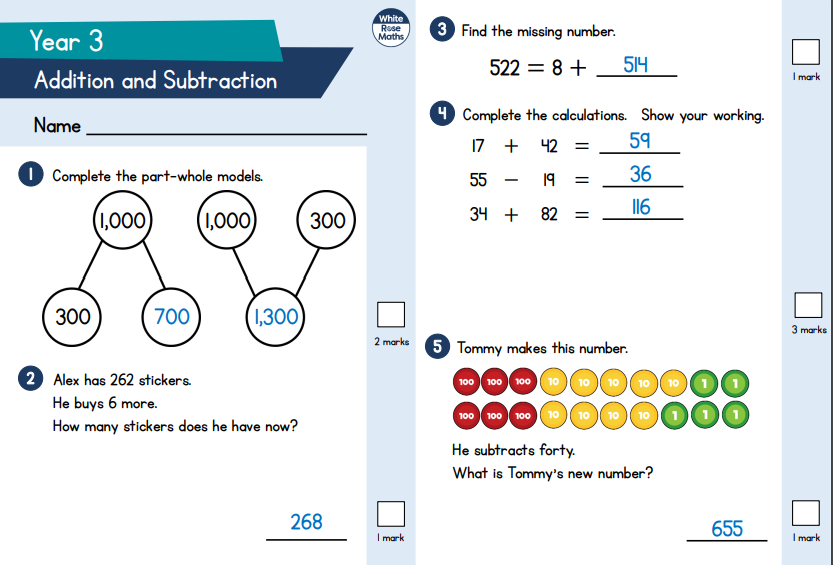 Year 3
Addition and Subtraction
White
Rose
Maths
Name
1 Complete the part-whole models.
1,000 1,000 300
300 700 1,300
2 marks
2 Alex has 262 stickers.
He buys 6 more.
How many stickers does he have now?
268
1 mark
3 Find the missing number.
522 = 8 + 514
1 mark
4 Complete the calculations. Show your working.
17 + 42 = 59
55 - 19 = 36
34 + 82 = 116
3 marks
5 Tommy makes this number.
100 100 100 10 10 10 10 10 1 1
100 100 100 10 10 10 10 1 1 1
He subtracts forty.
What is Tommy's new number?
655
1 mark